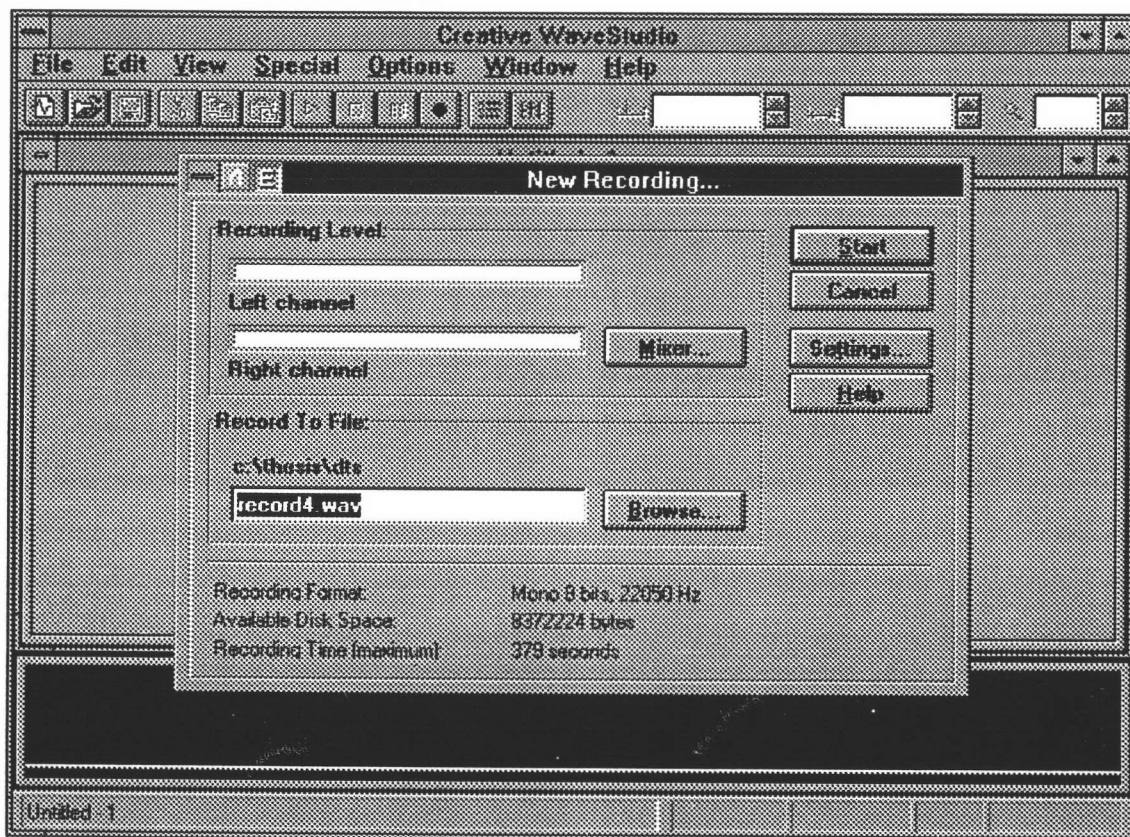 Creative WaveStudio
File Edit View Special Options Window Help
New Recording...
Recording Level:
Left channel
Right channel
Mixer...
Start
Cancel
Settings...
Help
Record To File:
c:\thesis\dts
record4.wav
Browse...
Recording Format: Mono 8 bits, 22050 Hz
Available Disk Space: 8372224 bytes
Recording Time (maximum): 379 seconds
Untitled - 1